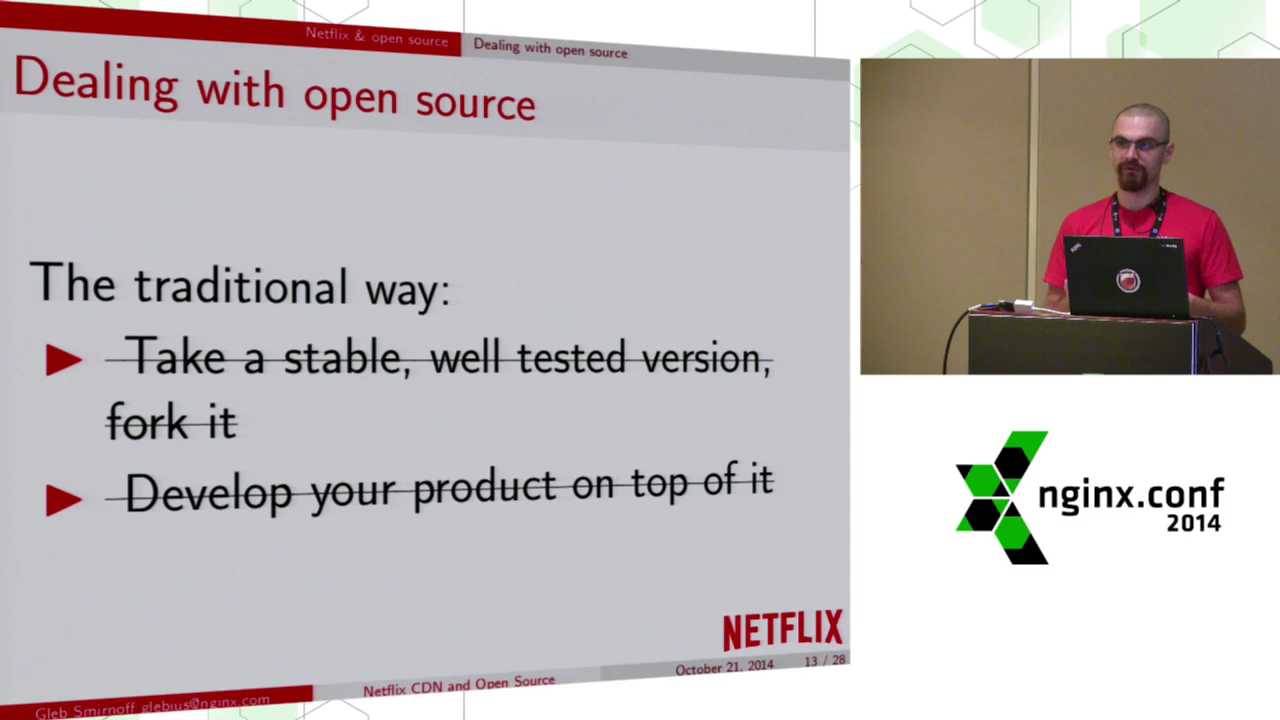 Netflix & open source
Dealing with open source
Dealing with open source
The traditional way:
Take a stable, well tested version,
fork it
Develop your product on top of it
NETFLIX
October 21, 2014 13 / 28
Netflix CDN and Open Source
Gleb Smirnoff glebius@nginx.com
nginx.conf
2014